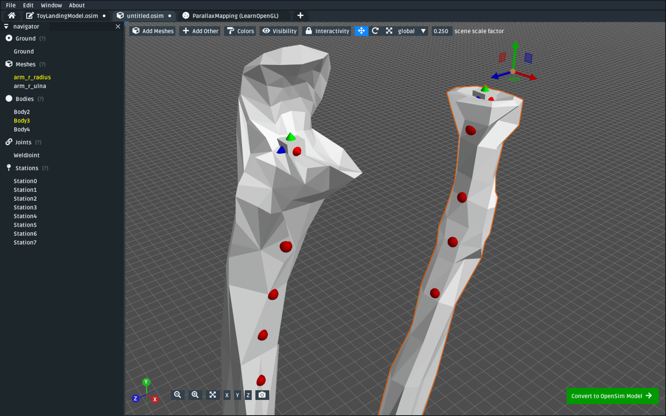 File Edit Window About
ToyLandingModel.osim untitled.osim ParallaxMapping (LearnOpenGL)
navigator
Ground (?)
Ground
Meshes (?)
arm_r_radius
arm_r_ulna
Bodies (?)
Body2
Body3
Body4
Joints (?)
WeldJoint
Stations (?)
Station0
Station1
Station2
Station3
Station4
Station5
Station6
Station7
Add Meshes Add Other Colors Visibility Interactivity global 0.250 scene scale factor
Y
Z X
X Y Z
Convert to OpenSim Model